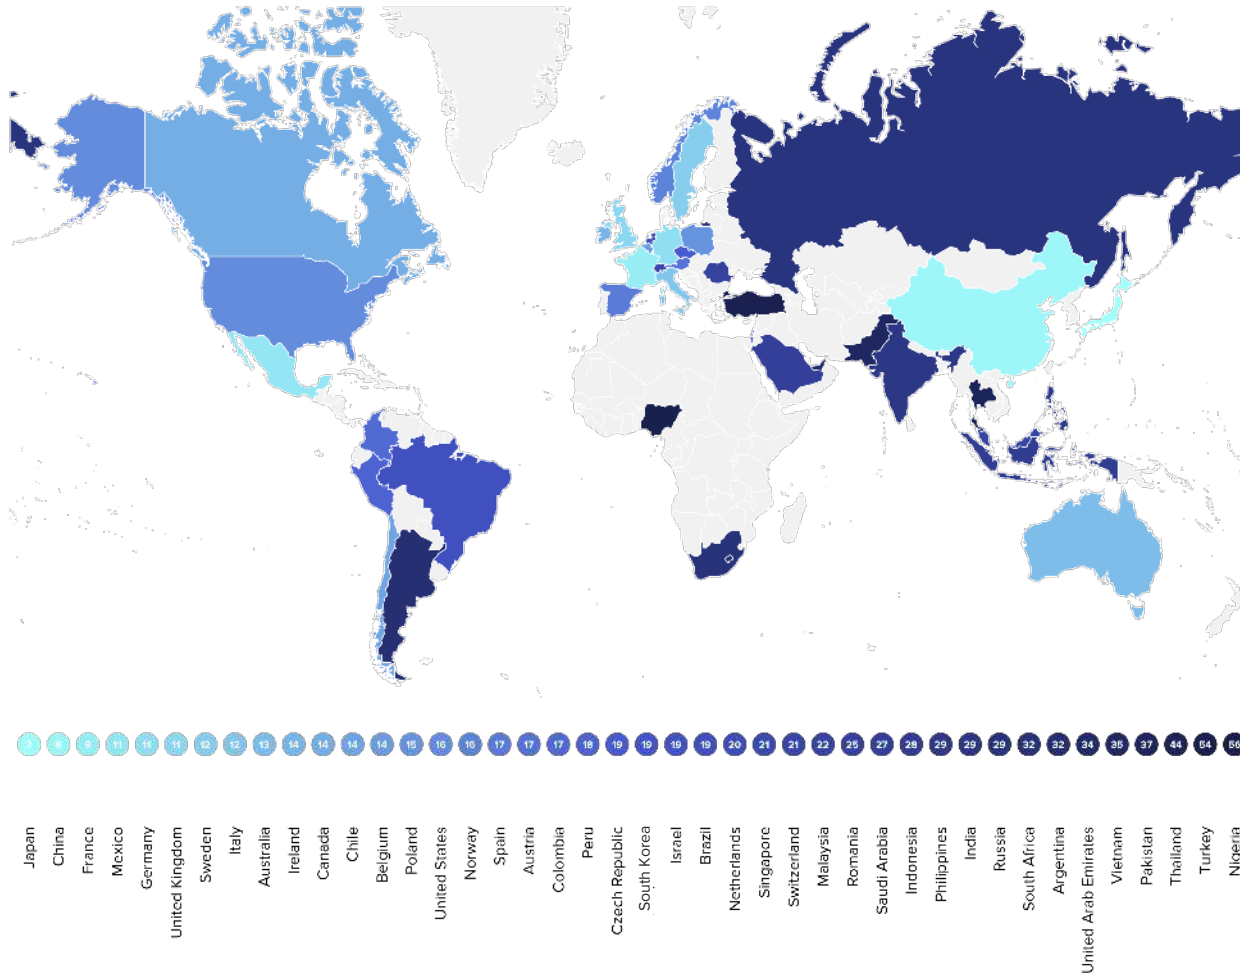 7 8 9 11 11 11 12 12 13 14 14 14 14 15 16 16 17 17 17 18 19 19 19 19 20 21 21 22 25 27 28 29 29 29 32 32 34 35 37 44 54 56
Japan
China
France
Mexico
Germany
United Kingdom
Sweden
Italy
Australia
Ireland
Canada
Chile
Belgium
Poland
United States
Norway
Spain
Austria
Colombia
Peru
Czech Republic
South Korea
Israel
Brazil
Netherlands
Singapore
Switzerland
Malaysia
Romania
Saudi Arabia
Indonesia
Philippines
India
Russia
South Africa
Argentina
United Arab Emirates
Vietnam
Pakistan
Thailand
Turkey
Nigeria